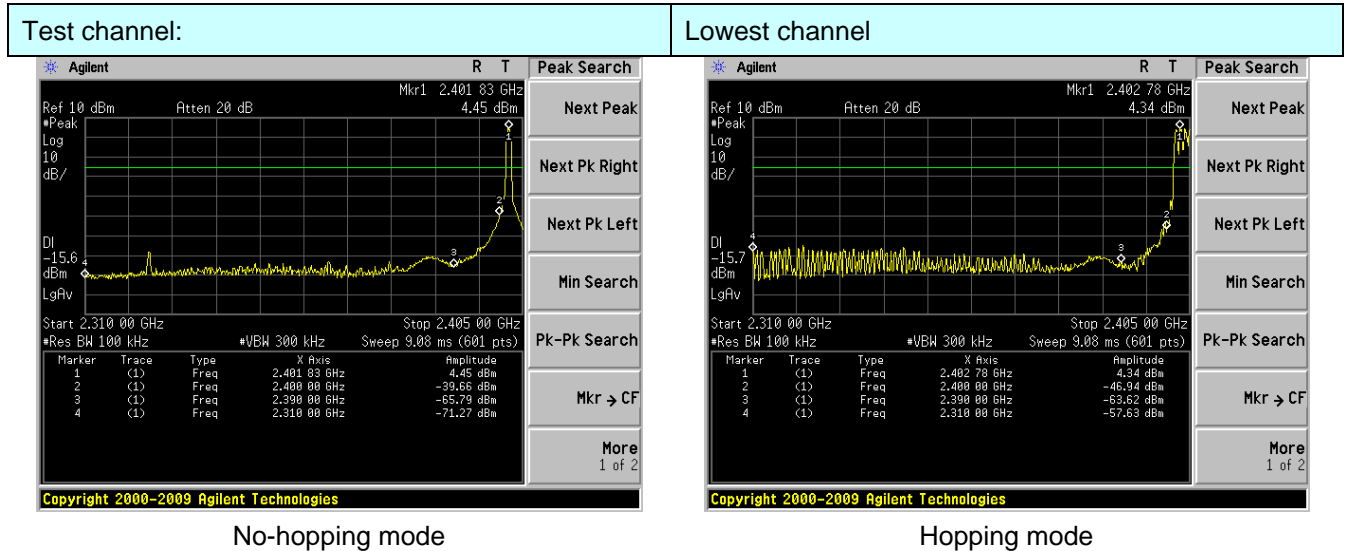 Test channel:
Lowest channel
Agilent R T
Peak Search
Mkr1 2.401 83 GHz
Ref 10 dBm Atten 20 dB 4.45 dBm
#Peak
Log
10
dB/
DI
-15.6
dBm
LgAv
1
2
3
4
Start 2.310 00 GHz Stop 2.405 00 GHz
#Res BW 100 kHz #VBW 300 kHz Sweep 9.08 ms (601 pts)
Marker Trace Type X Axis Amplitude
1 (1) Freq 2.401 83 GHz 4.45 dBm
2 (1) Freq 2.400 00 GHz -39.66 dBm
3 (1) Freq 2.390 00 GHz -65.79 dBm
4 (1) Freq 2.310 00 GHz -71.27 dBm
Next Peak
Next Pk Right
Next Pk Left
Min Search
Pk-Pk Search
Mkr → CF
More
1 of 2
Copyright 2000-2009 Agilent Technologies
No-hopping mode
Agilent R T
Peak Search
Mkr1 2.402 78 GHz
Ref 10 dBm Atten 20 dB 4.34 dBm
#Peak
Log
10
dB/
DI
-15.7
dBm
LgAv
1
2
3
4
Start 2.310 00 GHz Stop 2.405 00 GHz
#Res BW 100 kHz #VBW 300 kHz Sweep 9.08 ms (601 pts)
Marker Trace Type X Axis Amplitude
1 (1) Freq 2.402 78 GHz 4.34 dBm
2 (1) Freq 2.400 00 GHz -46.94 dBm
3 (1) Freq 2.390 00 GHz -63.62 dBm
4 (1) Freq 2.310 00 GHz -57.63 dBm
Next Peak
Next Pk Right
Next Pk Left
Min Search
Pk-Pk Search
Mkr → CF
More
1 of 2
Copyright 2000-2009 Agilent Technologies
Hopping mode